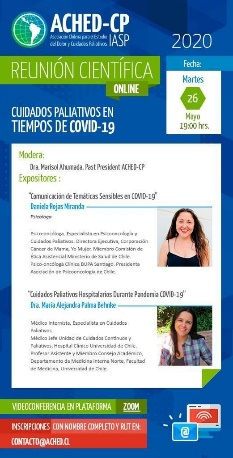 ACHED-CP
Asociación Chilena para el Estudio
del Dolor y Cuidados Paliativos
IASP
2020
REUNIÓN CIENTÍFICA
ONLINE
Fecha:
Martes
26
Mayo
19:00 hrs.
CUIDADOS PALIATIVOS EN
TIEMPOS DE COVID-19
Modera:
Dra. Marisol Ahumada. Past President ACHED-CP
Expositores :
"Comunicación de Temáticas Sensibles en COVID-19"
Daniela Rojas Miranda
Psicóloga
Psicooncóloga. Especialista en Psicooncología y
Cuidados Paliativos. Directora Ejecutiva, Corporación
Cáncer de Mama, Yo Mujer. Miembro Comisión de
Ética Asistencial Ministerio de Salud de Chile.
Psico-oncóloga Clínica BUPA Santiago. Presidenta
Asociación de Psicooncología de Chile.
"Cuidados Paliativos Hospitalarios Durante Pandemia COVID-19"
Dra. María Alejandra Palma Behnke
Médico Internista, Especialista en Cuidados
Paliativos.
Médico Jefe Unidad de Cuidados Continuos y
Paliativos, Hospital Clínico Universidad de Chile.
Profesor Asistente y Miembro Consejo Académico,
Departamento de Medicina Interna Norte, Facultad
de Medicina, Universidad de Chile.
VIDEOCONFERENCIA EN PLATAFORMA ZOOM
INSCRIPCIONES CON NOMBRE COMPLETO Y RUT EN:
CONTACTO@ACHED.CL
@